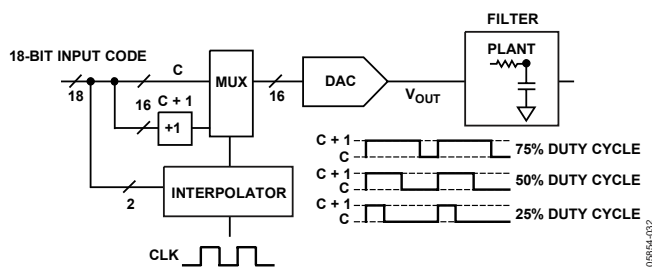 FILTER
PLANT
18-BIT INPUT CODE
C
MUX
DAC
18
16
16
C + 1
+1
VOUT
INTERPOLATOR
2
CLK
C + 1
C
75% DUTY CYCLE
C + 1
C
50% DUTY CYCLE
C + 1
C
25% DUTY CYCLE
05854-032